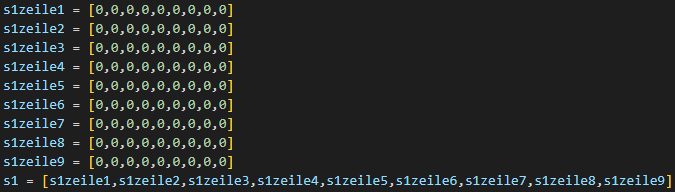 s1zeile1 = [0,0,0,0,0,0,0,0,0]
s1zeile2 = [0,0,0,0,0,0,0,0,0]
s1zeile3 = [0,0,0,0,0,0,0,0,0]
s1zeile4 = [0,0,0,0,0,0,0,0,0]
s1zeile5 = [0,0,0,0,0,0,0,0,0]
s1zeile6 = [0,0,0,0,0,0,0,0,0]
s1zeile7 = [0,0,0,0,0,0,0,0,0]
s1zeile8 = [0,0,0,0,0,0,0,0,0]
s1zeile9 = [0,0,0,0,0,0,0,0,0]
s1 = [s1zeile1,s1zeile2,s1zeile3,s1zeile4,s1zeile5,s1zeile6,s1zeile7,s1zeile8,s1zeile9]